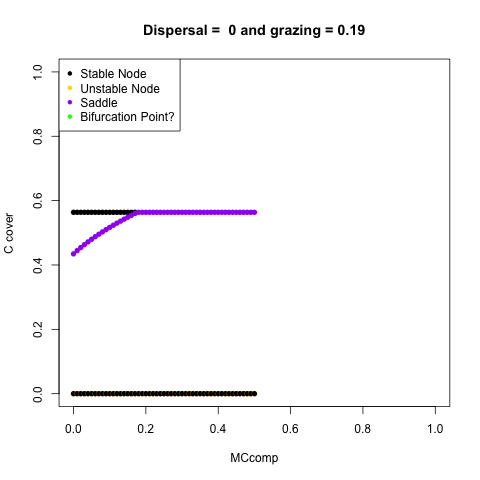 Dispersal =  0 and grazing = 0.19
Stable Node
Unstable Node
Saddle
Bifurcation Point?
1.0
0.8
0.6
0.4
0.2
0.0
C cover
0.0 0.2 0.4 0.6 0.8 1.0
MCcomp